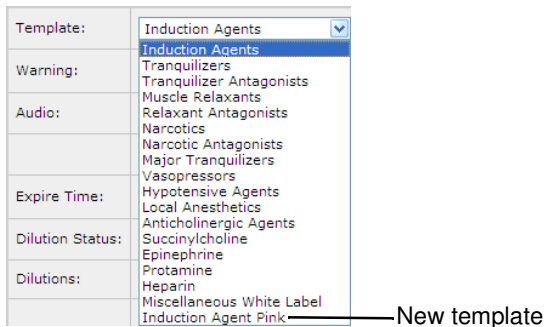 Template: Induction Agents
Induction Agents
Warning: Tranquilizers
Tranquilizer Antagonists
Muscle Relaxants
Audio: Relaxant Antagonists
Narcotics
Narcotic Antagonists
Major Tranquilizers
Vasopressors
Expire Time: Hypotensive Agents
Local Anesthetics
Anticholinergic Agents
Dilution Status: Succinylcholine
Epinephrine
Dilutions: Protamine
Heparin
Miscellaneous White Label
Induction Agent Pink New template